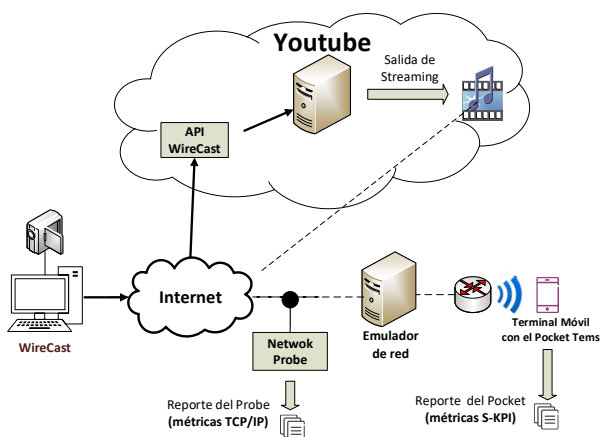 Youtube
Salida de
Streaming
API
WireCast
Internet
WireCast
Netwok
Probe
Emulador
de red
Terminal Móvil
con el Pocket Tems
Reporte del Probe
(métricas TCP/IP)
Reporte del Pocket
(métricas S-KPI)